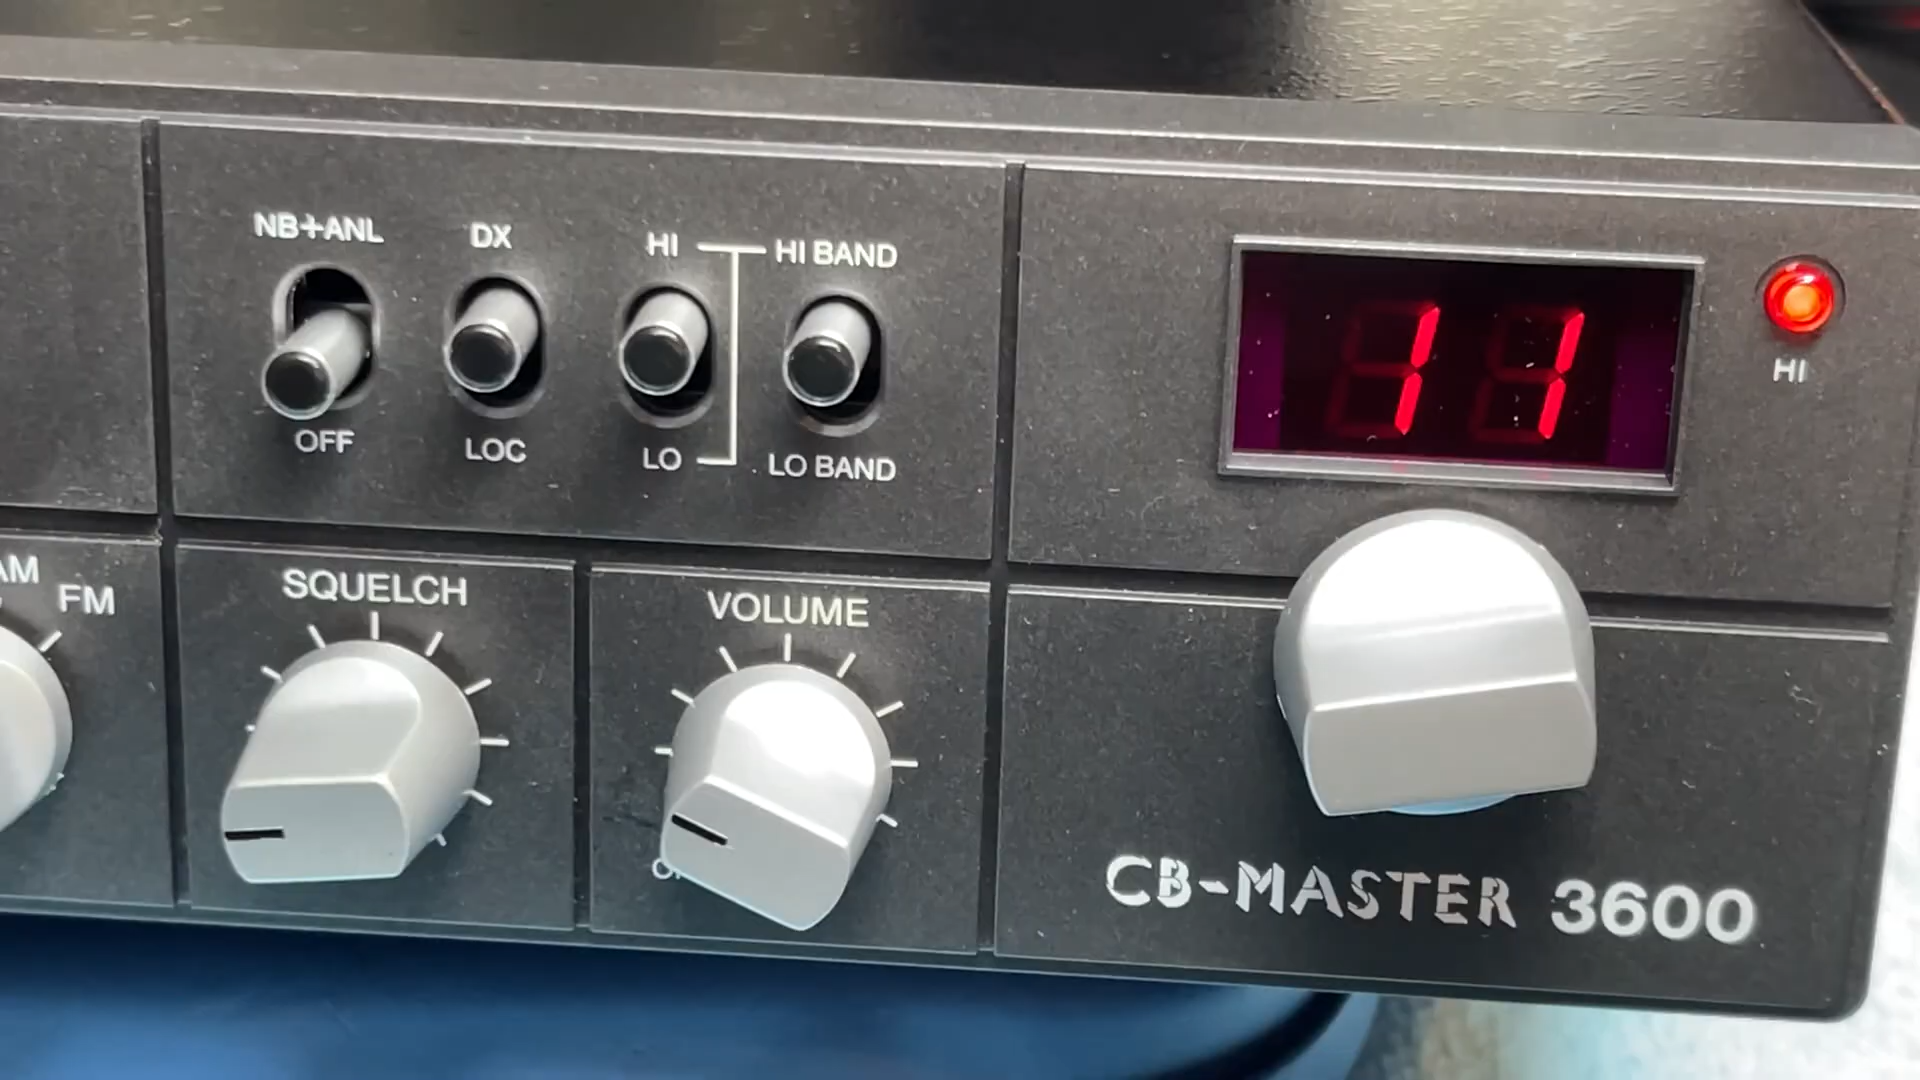 NB+ANL DX HI HI BAND
OFF LOC LO LO BAND
11
HI
AM FM
SQUELCH
VOLUME
CB-MASTER 3600